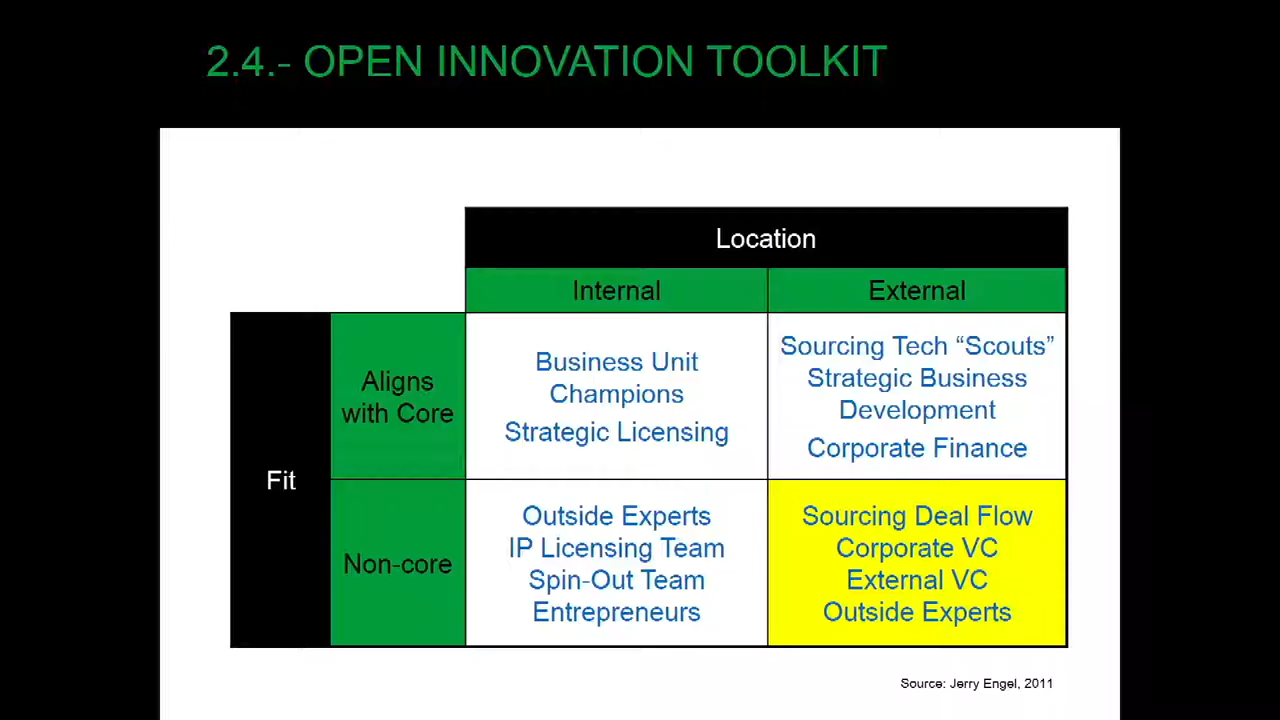 2.4.- OPEN INNOVATION TOOLKIT
Location
Internal
External
Fit
Aligns
with Core
Business Unit
Champions
Strategic Licensing
Sourcing Tech “Scouts”
Strategic Business
Development
Corporate Finance
Non-core
Outside Experts
IP Licensing Team
Spin-Out Team
Entrepreneurs
Sourcing Deal Flow
Corporate VC
External VC
Outside Experts
Source: Jerry Engel, 2011